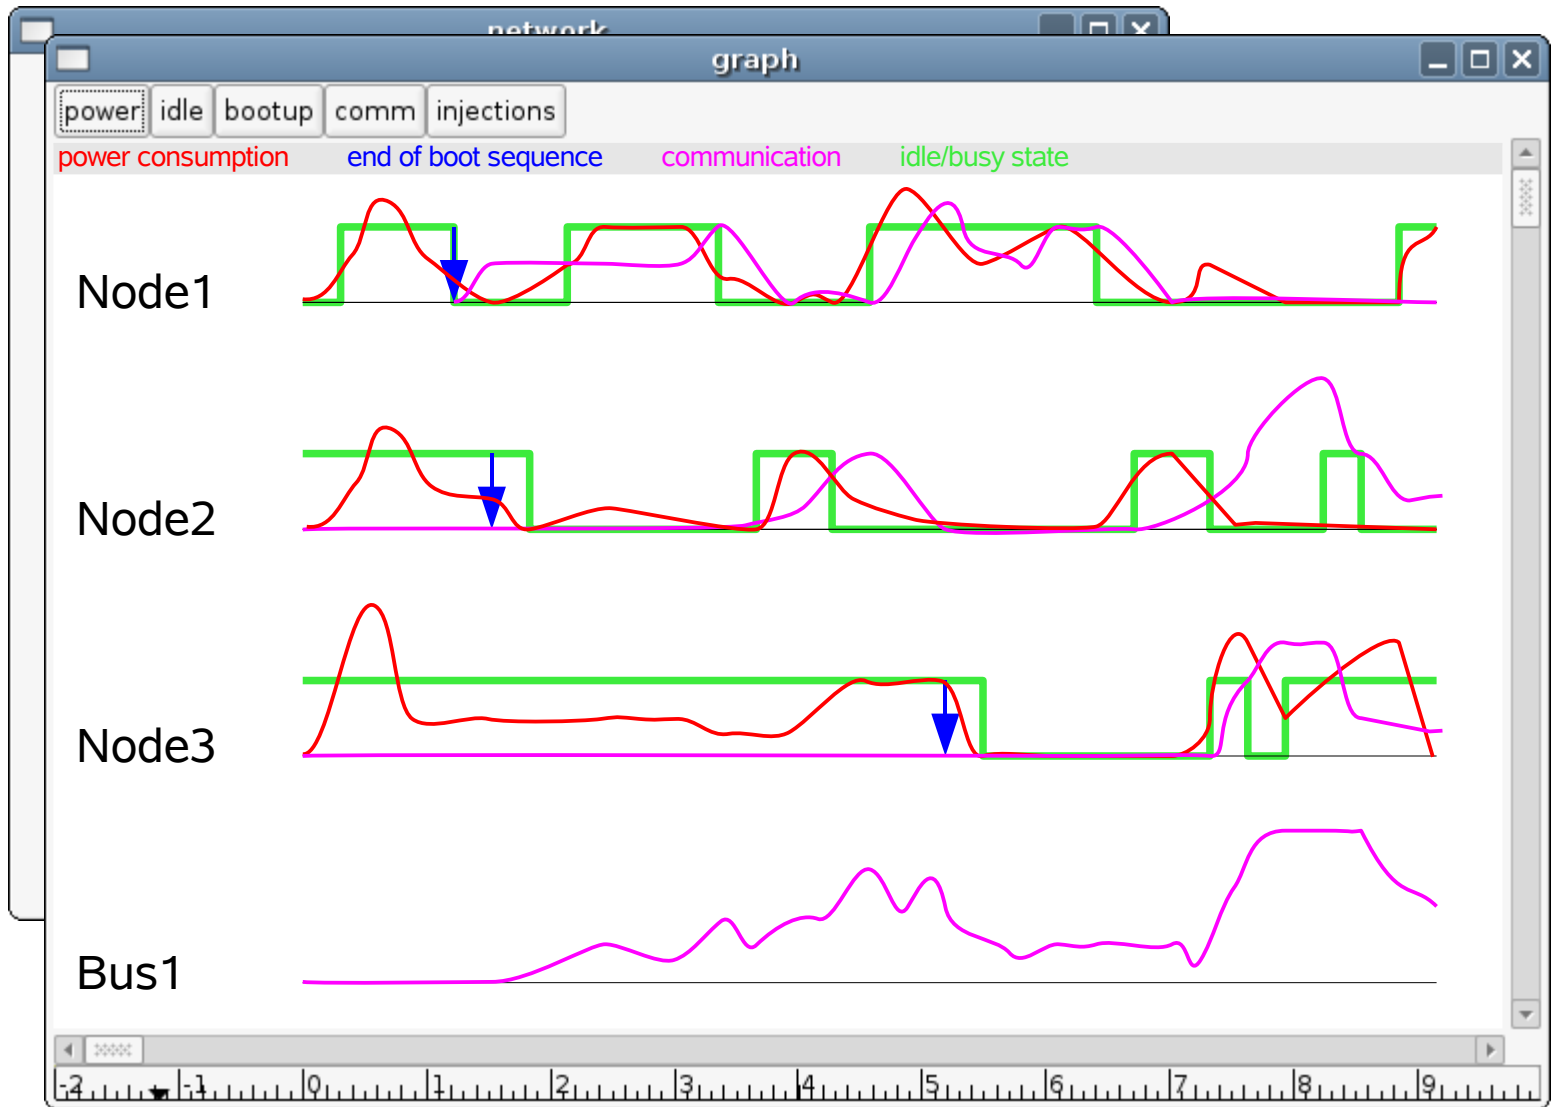 network
graph
power idle bootup comm injections
power consumption end of boot sequence communication idle/busy state
Node1
Node2
Node3
Bus1
-2 -1 0 1 2 3 4 5 6 7 8 9